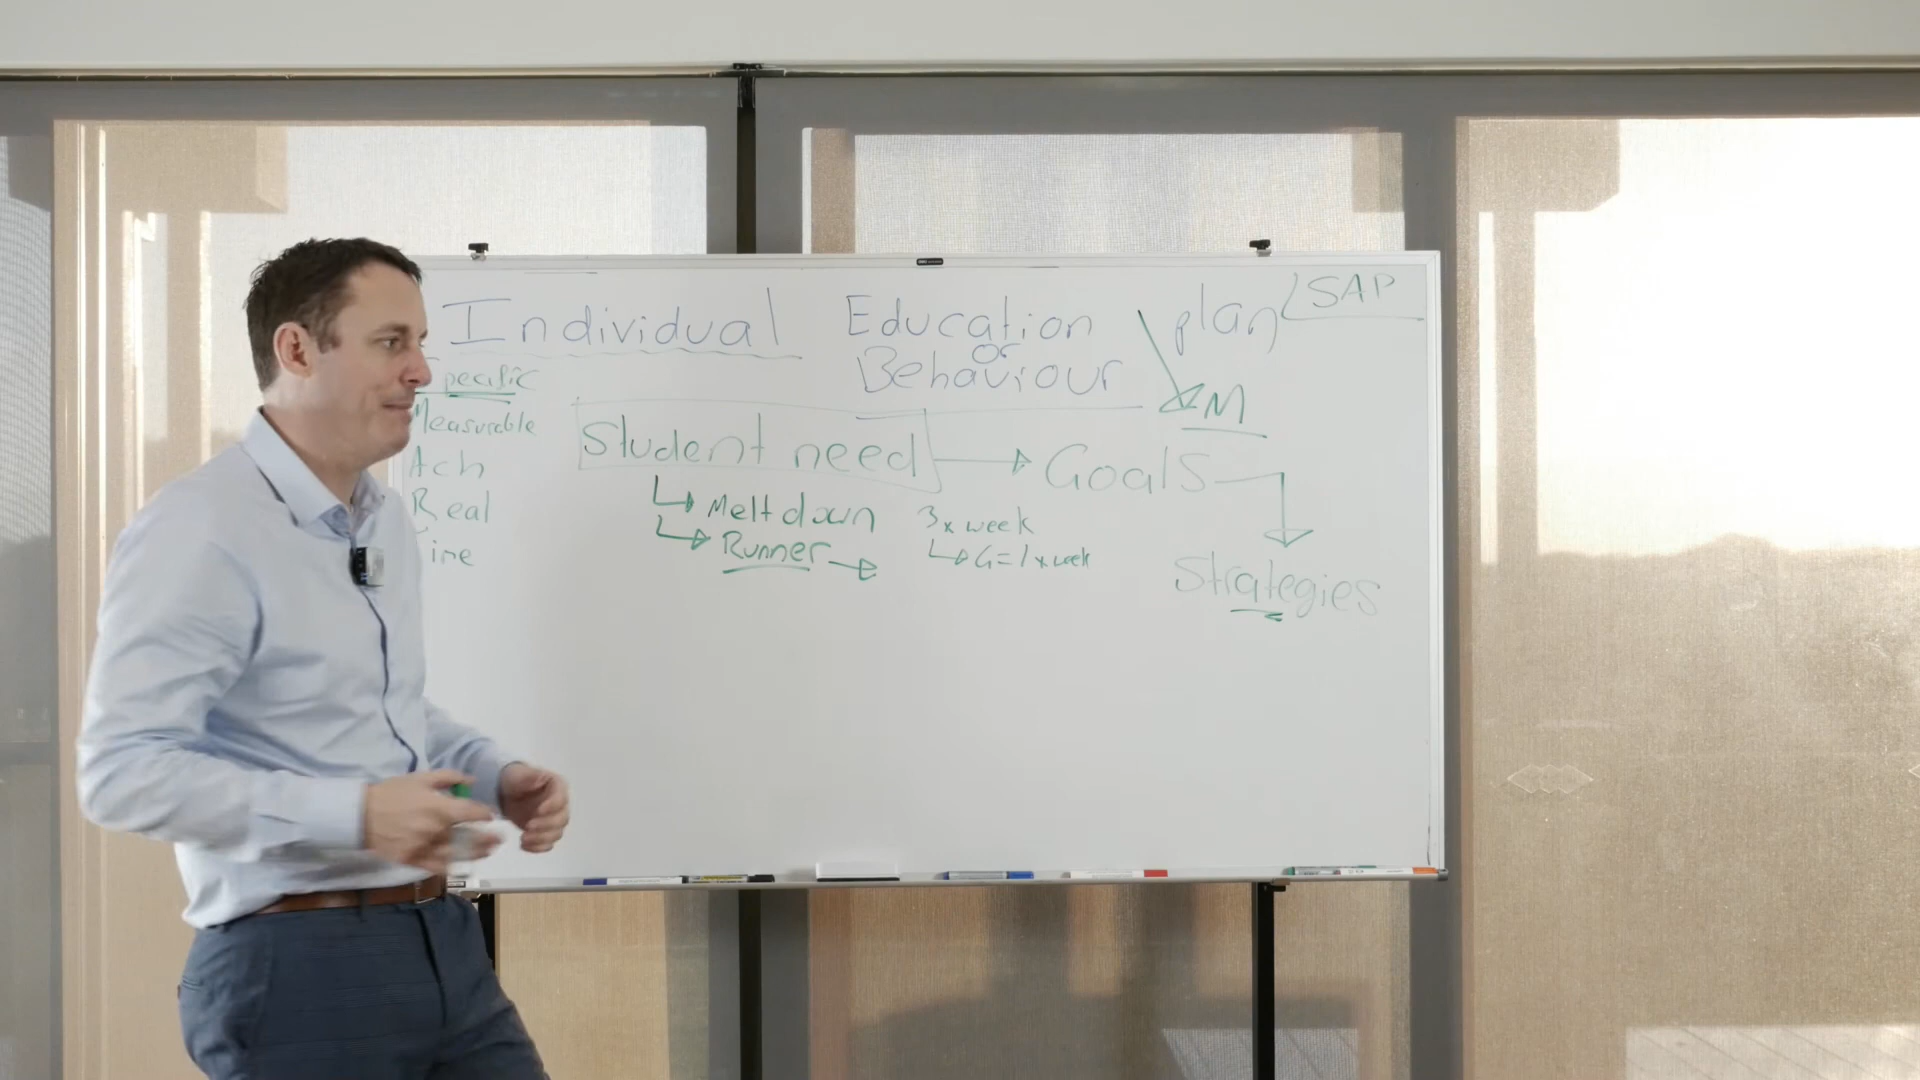 Individual Education plan SAP
or
Behaviour
pecific
Measurable
Ach
Real
ime
Student need
Goals
M
Meltdown
Runner
3x week
G=1x week
Strategies